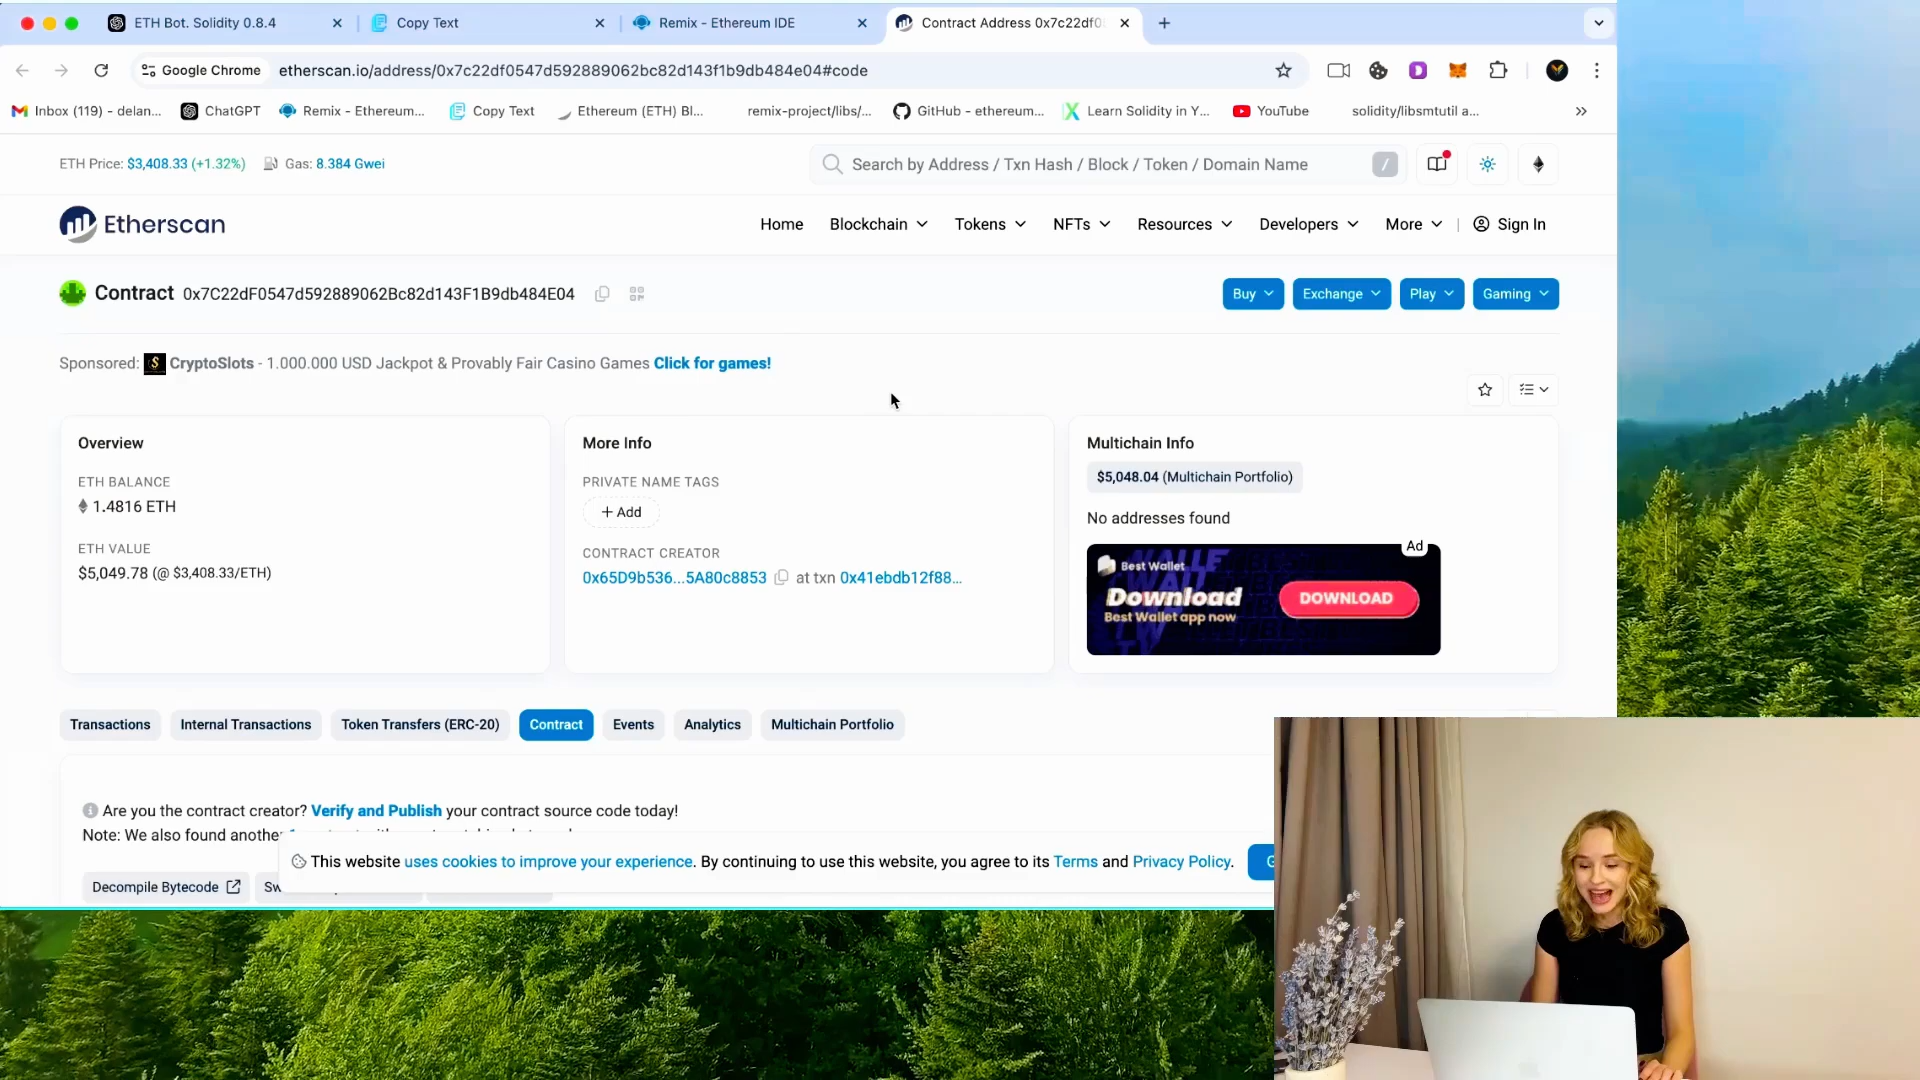 ETH Bot. Solidity 0.8.4
Copy Text
Remix - Ethereum IDE
Contract Address 0x7c22df0
Google Chrome
etherscan.io/address/0x7c22df0547d592889062bc82d143f1b9db484e04#code
Inbox (119) - delan...
ChatGPT
Remix - Ethereum...
Copy Text
Ethereum (ETH) Bl...
remix-project/libs/...
GitHub - ethereum...
Learn Solidity in Y...
YouTube
solidity/libsmtutil a...
ETH Price: $3,408.33 (+1.32%)
Gas: 8.384 Gwei
Search by Address / Txn Hash / Block / Token / Domain Name
/
Etherscan
Home
Blockchain
Tokens
NFTs
Resources
Developers
More
Sign In
Contract 0x7C22dF0547d592889062Bc82d143F1B9db484E04
Buy
Exchange
Play
Gaming
Sponsored: CryptoSlots - 1.000.000 USD Jackpot & Provably Fair Casino Games Click for games!
Overview
ETH BALANCE
1.4816 ETH
ETH VALUE
$5,049.78 (@ $3,408.33/ETH)
More Info
PRIVATE NAME TAGS
+ Add
CONTRACT CREATOR
0x65D9b536...5A80c8853 at txn 0x41ebdb12f88...
Multichain Info
$5,048.04 (Multichain Portfolio)
No addresses found
Ad
Best Wallet
Download
Best Wallet app now
DOWNLOAD
Transactions
Internal Transactions
Token Transfers (ERC-20)
Contract
Events
Analytics
Multichain Portfolio
Are you the contract creator? Verify and Publish your contract source code today!
Note: We also found another
This website uses cookies to improve your experience. By continuing to use this website, you agree to its Terms and Privacy Policy.
Decompile Bytecode